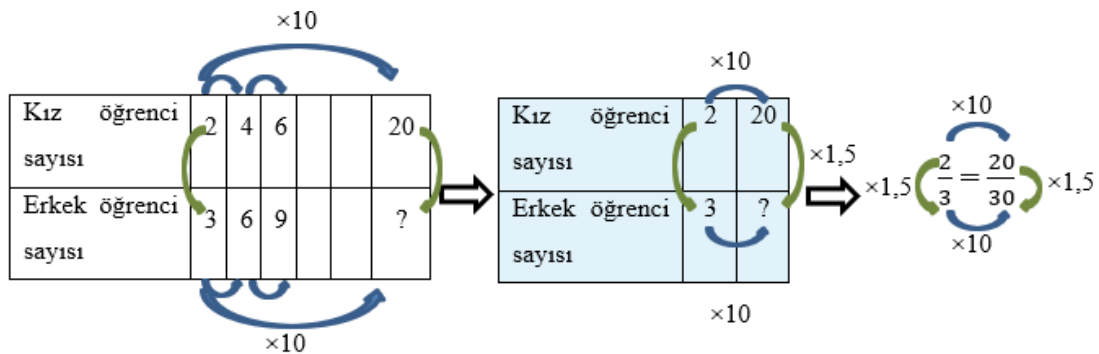 ×10
Kız öğrenci sayısı 2 4 6 20
Erkek öğrenci sayısı 3 6 9 ?
×10
×10
Kız öğrenci sayısı 2 20
×1,5
Erkek öğrenci sayısı 3 ?
×10
×10
×1,5 2/3 = 20/30 ×1,5
×10